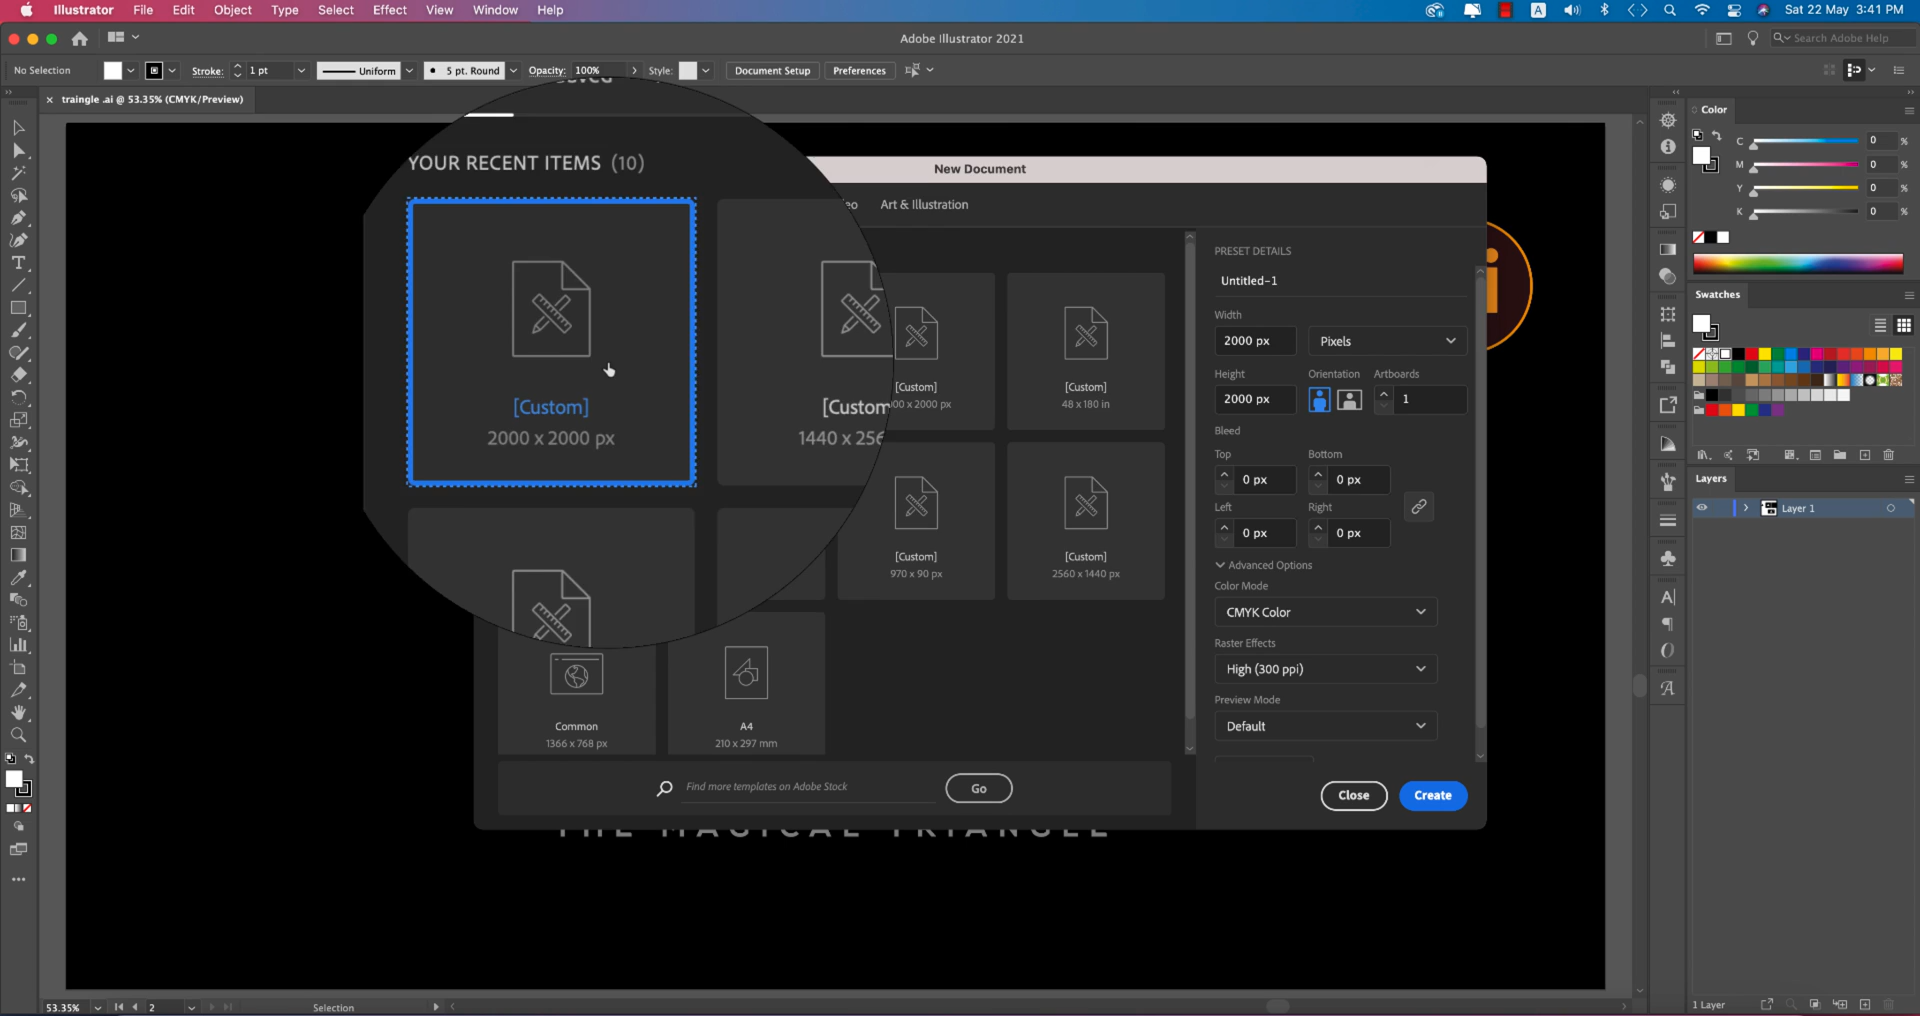 Illustrator File Edit Object Type Select Effect View Window Help
A Sat 22 May 3:41 PM
Adobe Illustrator 2021
Search Adobe Help
No Selection Stroke: 1 pt Uniform 5 pt. Round Opacity: 100% Style: Document Setup Preferences
× traingle .ai @ 53.35% (CMYK/Preview)
YOUR RECENT ITEMS (10)
[Custom]
2000 x 2000 px
New Document
Art & Illustration
[Custom]
48 x 180 in
[Custom]
970 x 90 px
[Custom]
2560 x 1440 px
Common
1366 x 768 px
A4
210 x 297 mm
Find more templates on Adobe Stock
Go
PRESET DETAILS
Untitled-1
Width
2000 px Pixels
Height Orientation Artboards
2000 px 1
Bleed
Top Bottom
0 px 0 px
Left Right
0 px 0 px
Advanced Options
Color Mode
CMYK Color
Raster Effects
High (300 ppi)
Preview Mode
Default
Close Create
THE MAGICAL TRIANGLE
Color
C 0 %
M 0 %
Y 0 %
K 0 %
Swatches
Layers
Layer 1
1 Layer
53.35% 2 Selection